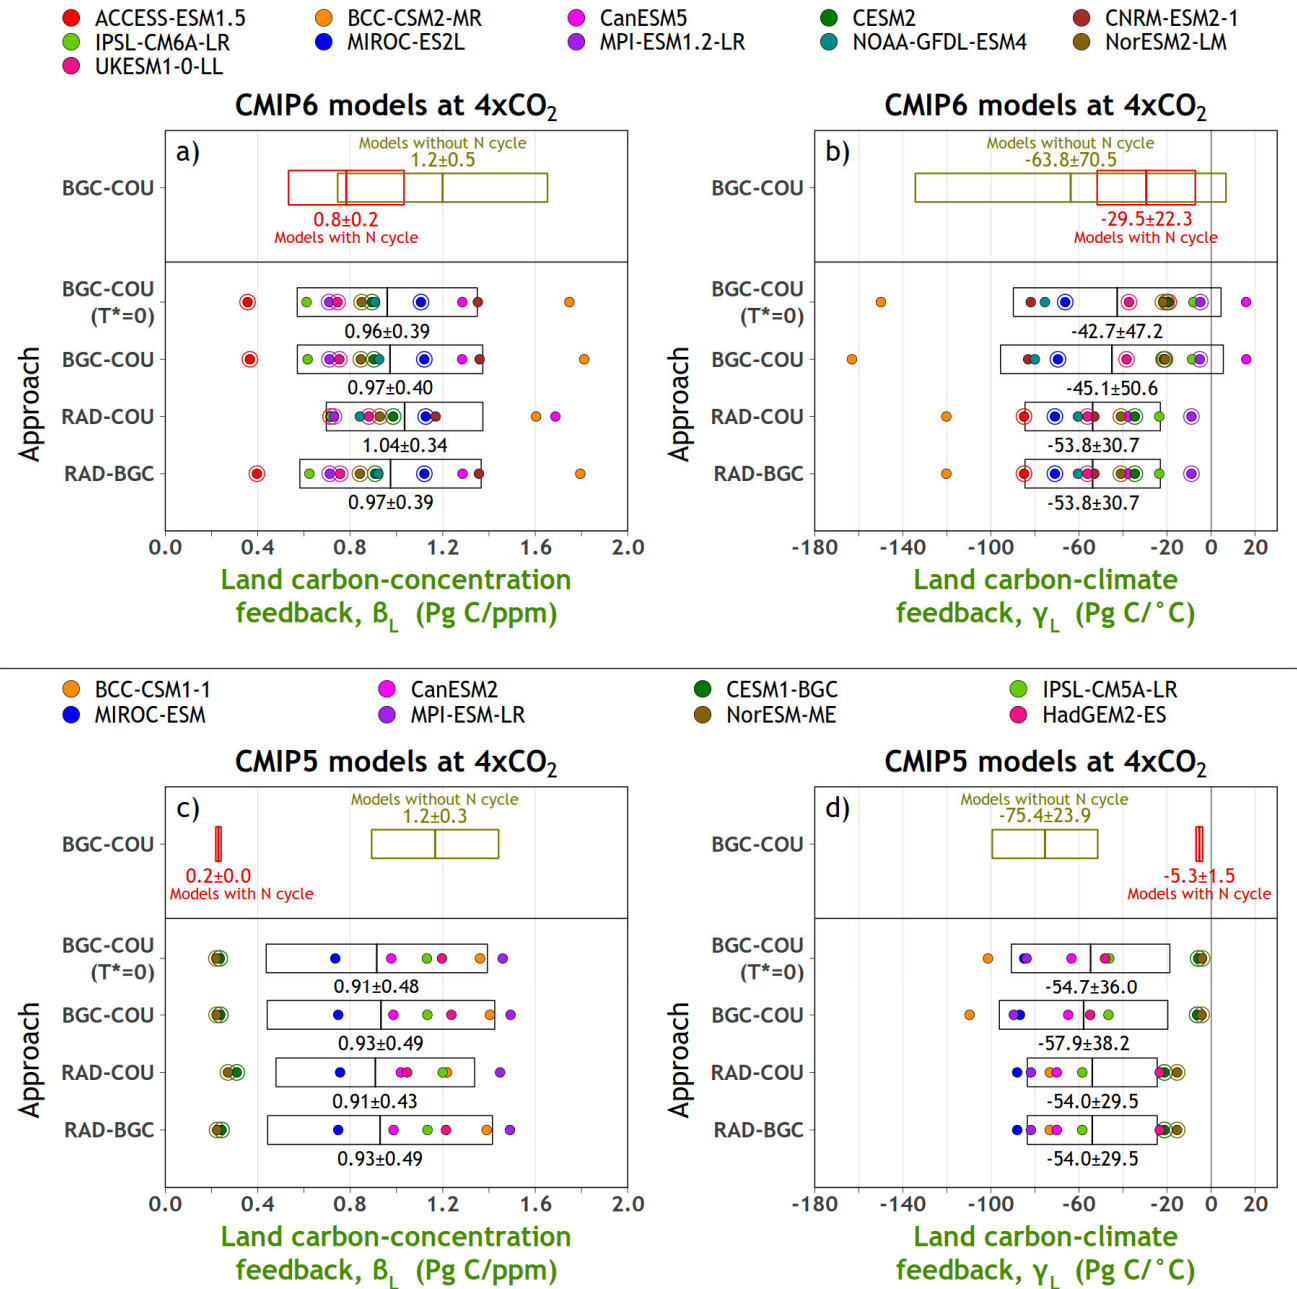 ACCESS-ESM1.5 BCC-CSM2-MR CanESM5 CESM2 CNRM-ESM2-1
IPSL-CM6A-LR MIROC-ES2L MPI-ESM1.2-LR NOAA-GFDL-ESM4 NorESM2-LM
UKESM1-0-LL
CMIP6 models at 4xCO₂
a)
Models without N cycle
1.2±0.5
BGC-COU
0.8±0.2
Models with N cycle
Approach
BGC-COU
(T*=0)
0.96±0.39
BGC-COU
0.97±0.40
RAD-COU
1.04±0.34
RAD-BGC
0.97±0.39
0.0 0.4 0.8 1.2 1.6 2.0
Land carbon-concentration
feedback, ß_L (Pg C/ppm)
CMIP6 models at 4xCO₂
b)
Models without N cycle
-63.8±70.5
BGC-COU
-29.5±22.3
Models with N cycle
Approach
BGC-COU
(T*=0)
-42.7±47.2
BGC-COU
-45.1±50.6
RAD-COU
-53.8±30.7
RAD-BGC
-53.8±30.7
-180 -140 -100 -60 -20 0 20
Land carbon-climate
feedback, γ_L (Pg C/°C)
BCC-CSM1-1 CanESM2 CESM1-BGC IPSL-CM5A-LR
MIROC-ESM MPI-ESM-LR NorESM-ME HadGEM2-ES
CMIP5 models at 4xCO₂
c)
Models without N cycle
1.2±0.3
BGC-COU
0.2±0.0
Models with N cycle
Approach
BGC-COU
(T*=0)
0.91±0.48
BGC-COU
0.93±0.49
RAD-COU
0.91±0.43
RAD-BGC
0.93±0.49
0.0 0.4 0.8 1.2 1.6 2.0
Land carbon-concentration
feedback, ß_L (Pg C/ppm)
CMIP5 models at 4xCO₂
d)
Models without N cycle
-75.4±23.9
BGC-COU
-5.3±1.5
Models with N cycle
Approach
BGC-COU
(T*=0)
-54.7±36.0
BGC-COU
-57.9±38.2
RAD-COU
-54.0±29.5
RAD-BGC
-54.0±29.5
-180 -140 -100 -60 -20 0 20
Land carbon-climate
feedback, γ_L (Pg C/°C)